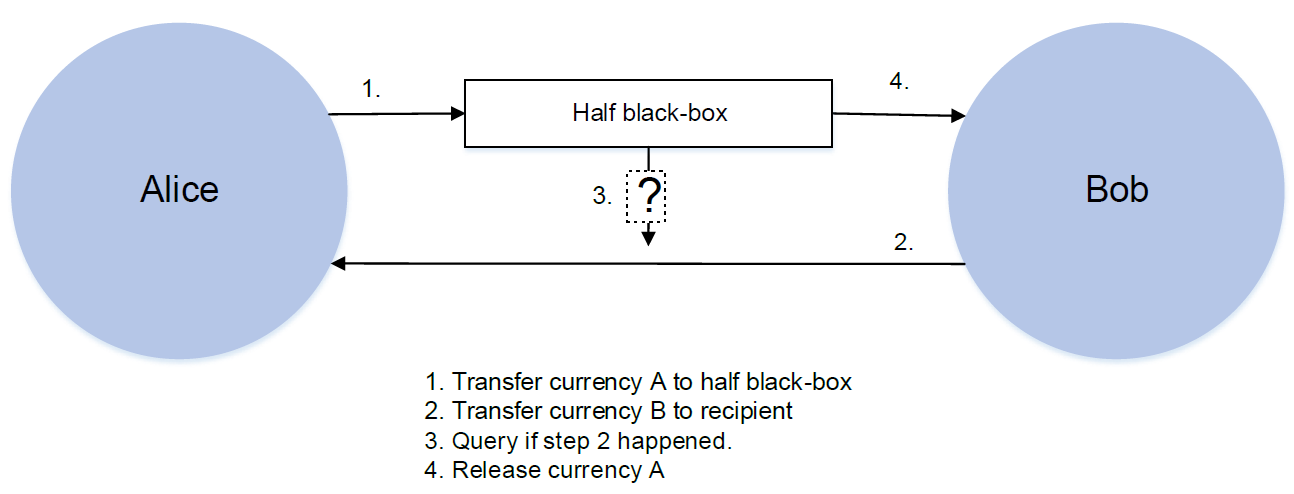 1.
4.
Half black-box
Alice
3.
?
Bob
2.
1. Transfer currency A to half black-box
2. Transfer currency B to recipient
3. Query if step 2 happened.
4. Release currency A